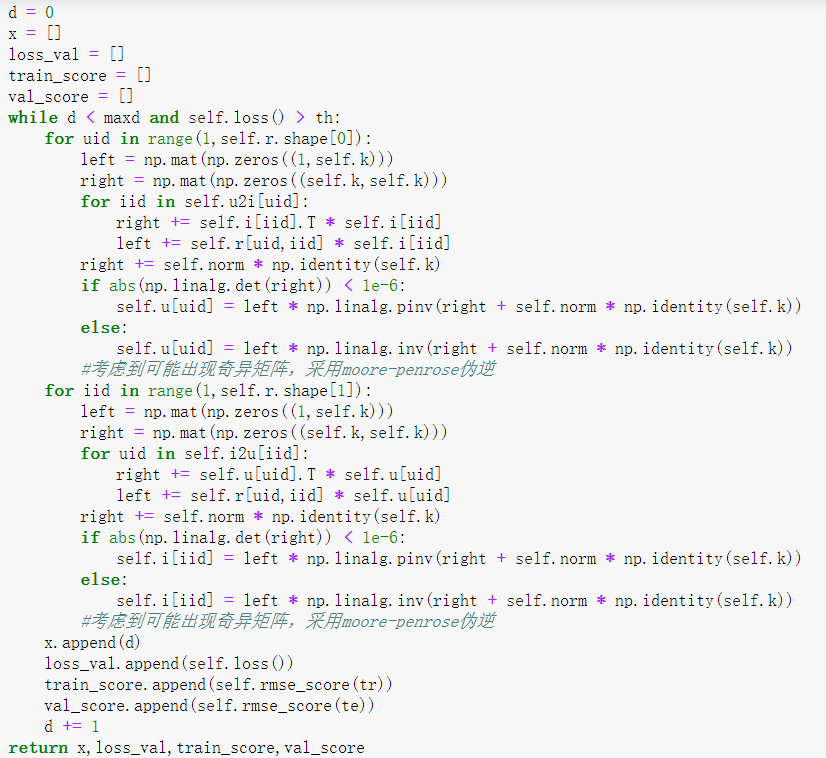 d = 0
x = []
loss_val = []
train_score = []
val_score = []
while d < maxd and self.loss() > th:
    for uid in range(1,self.r.shape[0]):
        left = np.mat(np.zeros((1,self.k)))
        right = np.mat(np.zeros((self.k,self.k)))
        for iid in self.u2i[uid]:
            right += self.i[iid].T * self.i[iid]
            left += self.r[uid,iid] * self.i[iid]
        right += self.norm * np.identity(self.k)
        if abs(np.linalg.det(right)) < 1e-6:
            self.u[uid] = left * np.linalg.pinv(right + self.norm * np.identity(self.k))
        else:
            self.u[uid] = left * np.linalg.inv(right + self.norm * np.identity(self.k))
        #考虑到可能出现奇异矩阵，采用moore-penrose伪逆
    for iid in range(1,self.r.shape[1]):
        left = np.mat(np.zeros((1,self.k)))
        right = np.mat(np.zeros((self.k,self.k)))
        for uid in self.i2u[iid]:
            right += self.u[uid].T * self.u[uid]
            left += self.r[uid,iid] * self.u[uid]
        right += self.norm * np.identity(self.k)
        if abs(np.linalg.det(right)) < 1e-6:
            self.i[iid] = left * np.linalg.pinv(right + self.norm * np.identity(self.k))
        else:
            self.i[iid] = left * np.linalg.inv(right + self.norm * np.identity(self.k))
        #考虑到可能出现奇异矩阵，采用moore-penrose伪逆
    x.append(d)
    loss_val.append(self.loss())
    train_score.append(self.rmse_score(tr))
    val_score.append(self.rmse_score(te))
    d += 1
return x,loss_val,train_score,val_score